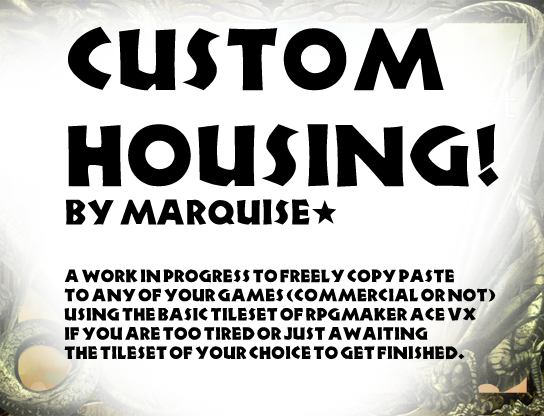 CUSTOM
HOUSING!
BY MARQUISE★
A WORK IN PROGRESS TO FREELY COPY PASTE
TO ANY OF YOUR GAMES (COMMERCIAL OR NOT)
USING THE BASIC TILESET OF RPGMAKER ACE VX
IF YOU ARE TOO TIRED OR JUST AWAITING
THE TILESET OF YOUR CHOICE TO GET FINISHED.